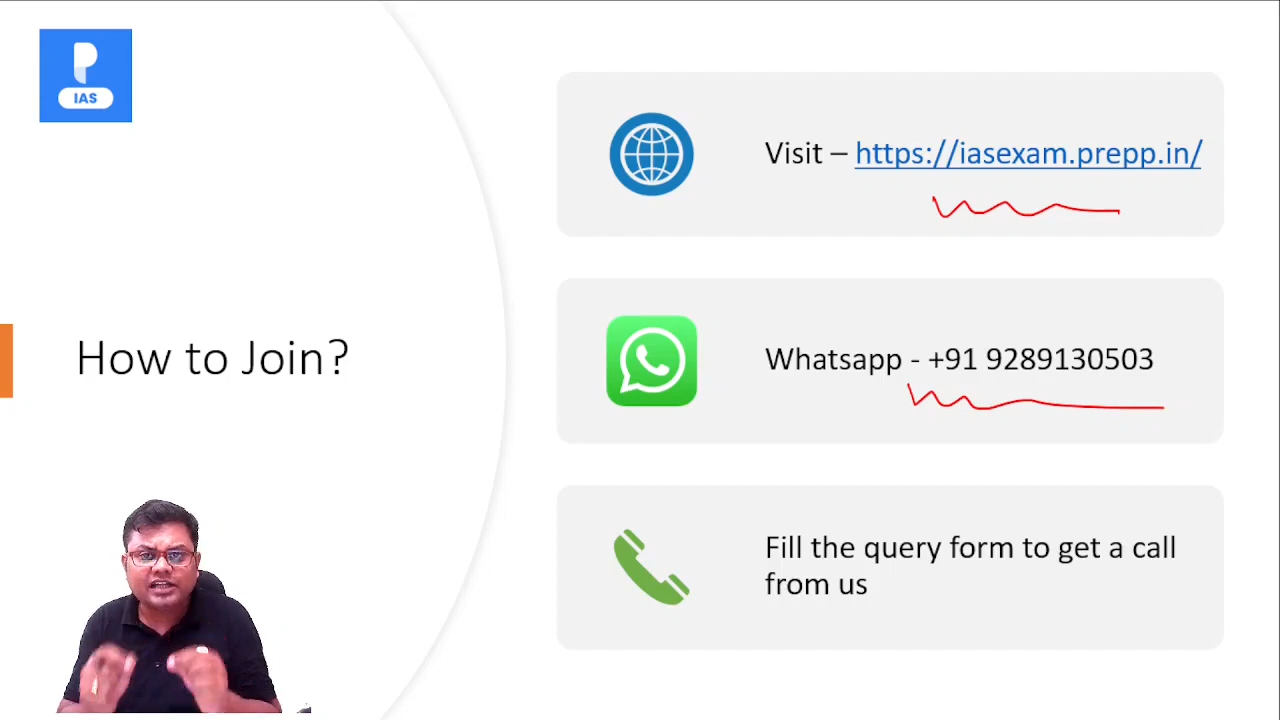 IAS
How to Join?
Visit – https://iasexam.prepp.in/
Whatsapp - +91 9289130503
Fill the query form to get a call
from us